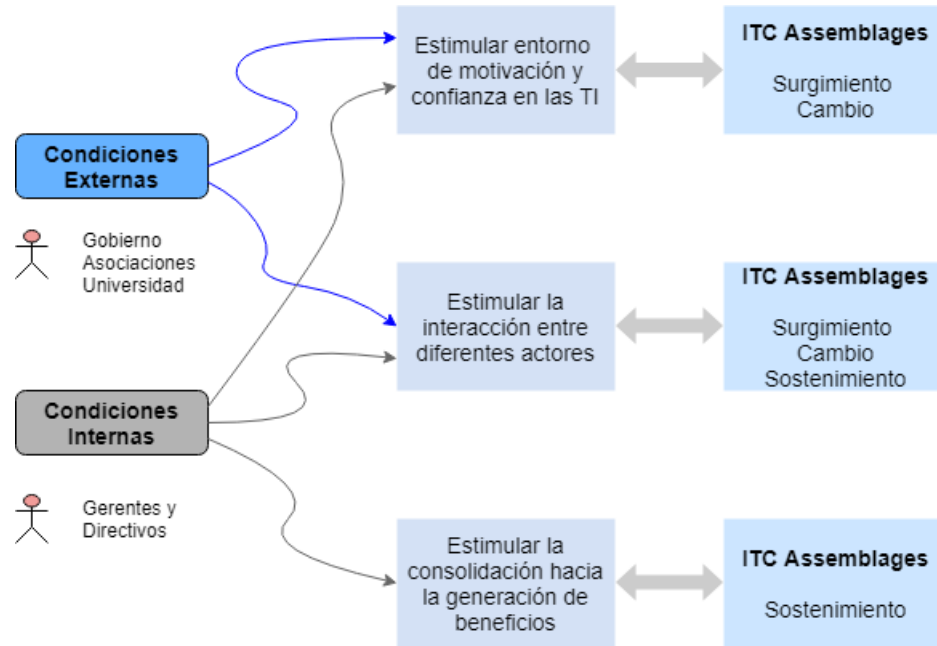 Condiciones
Externas
Gobierno
Asociaciones
Universidad
Condiciones
Internas
Gerentes y
Directivos
Estimular entorno
de motivación y
confianza en las TI
ITC Assemblages
Surgimiento
Cambio
Estimular la
interacción entre
diferentes actores
ITC Assemblages
Surgimiento
Cambio
Sostenimiento
Estimular la
consolidación hacia
la generación de
beneficios
ITC Assemblages
Sostenimiento